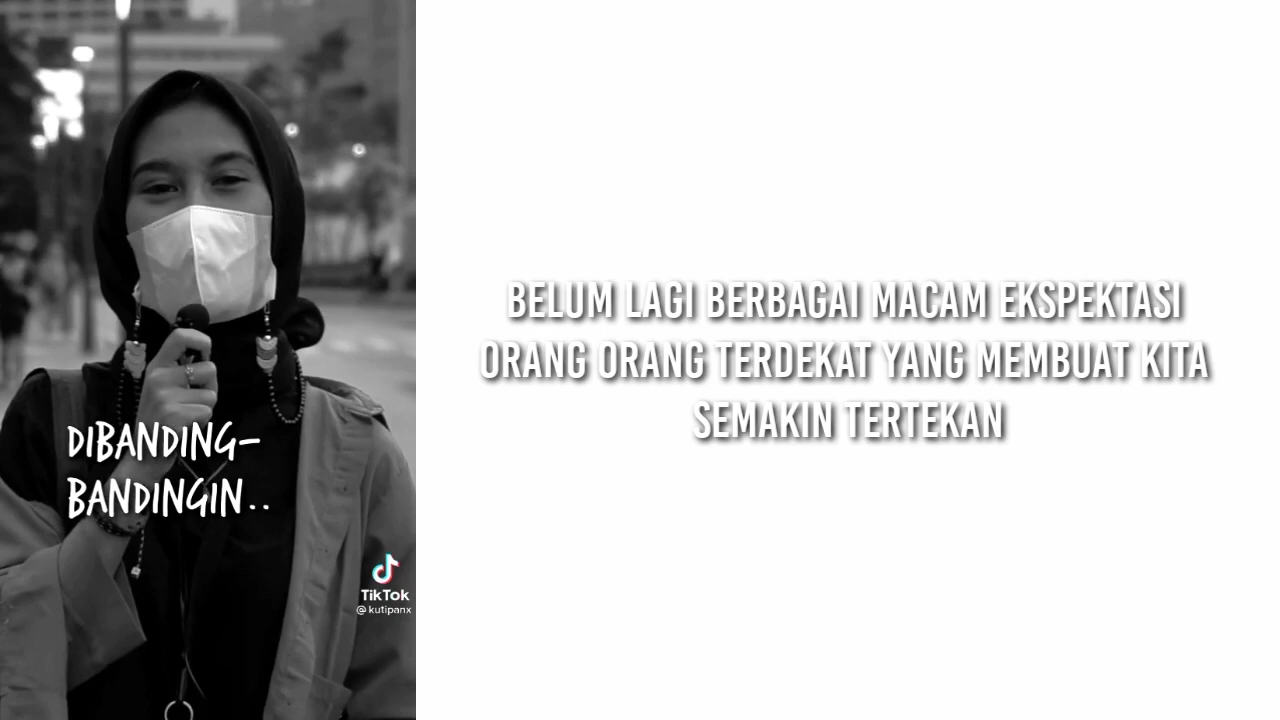 DIBANDING-
BANDINGIN..
TikTok
@kutipanx
BELUM LAGI BERBAGAI MACAM EKSPEKTASI
ORANG ORANG TERDEKAT YANG MEMBUAT KITA
SEMAKIN TERTEKAN